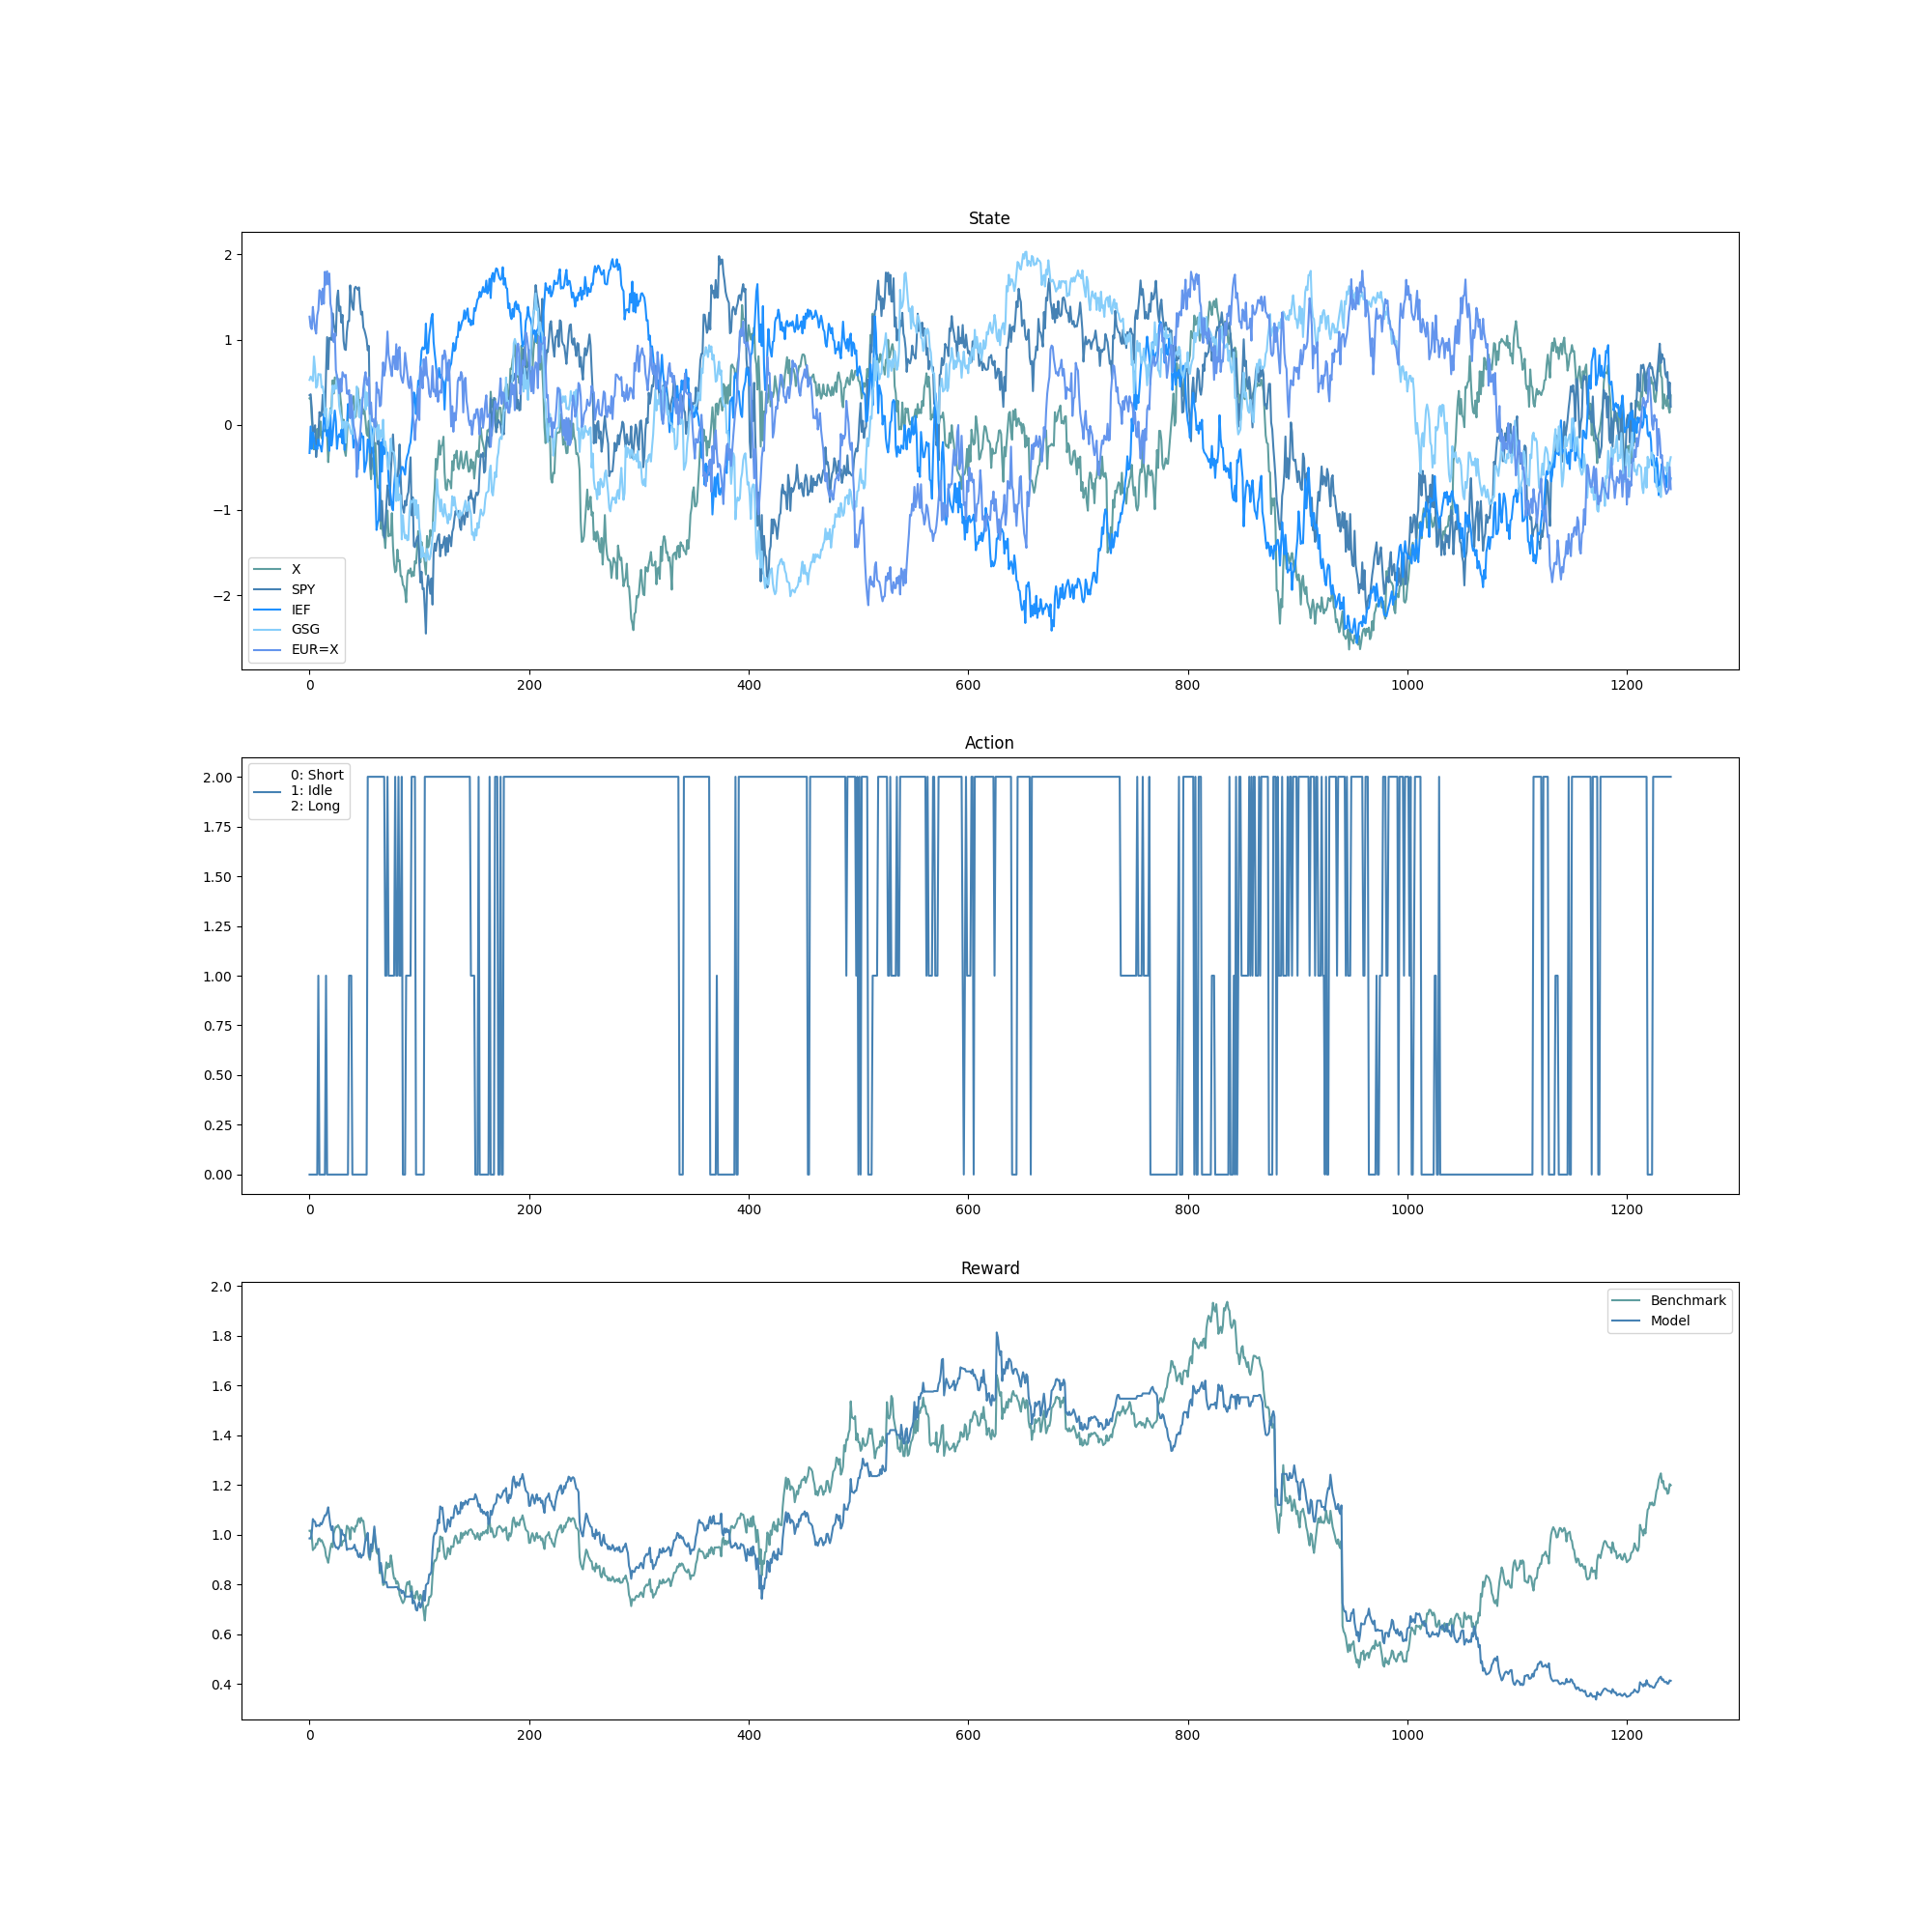 State
2
1
0
−1
−2
X
SPY
IEF
GSG
EUR=X
0 200 400 600 800 1000 1200
Action
2.00
1.75
1.50
1.25
1.00
0.75
0.50
0.25
0.00
0: Short
1: Idle
2: Long
0 200 400 600 800 1000 1200
Reward
2.0
1.8
1.6
1.4
1.2
1.0
0.8
0.6
0.4
Benchmark
Model
0 200 400 600 800 1000 1200